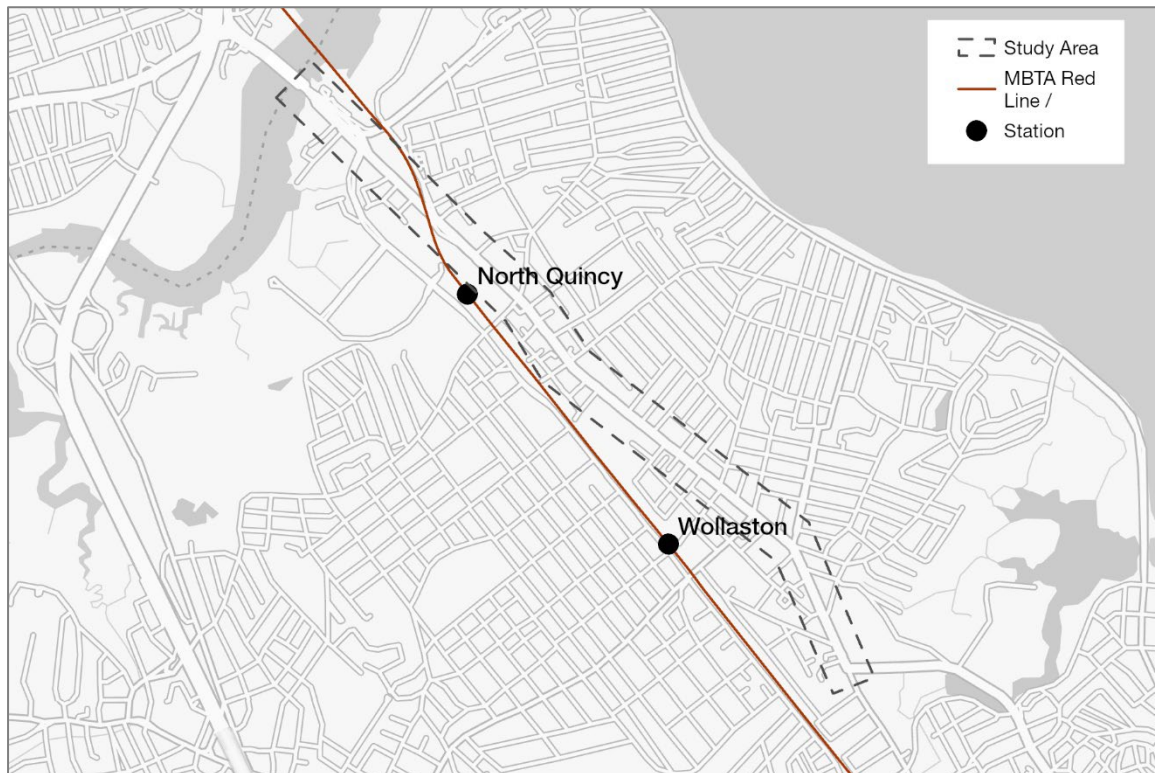 Study Area
MBTA Red
Line /
Station
North Quincy
Wollaston